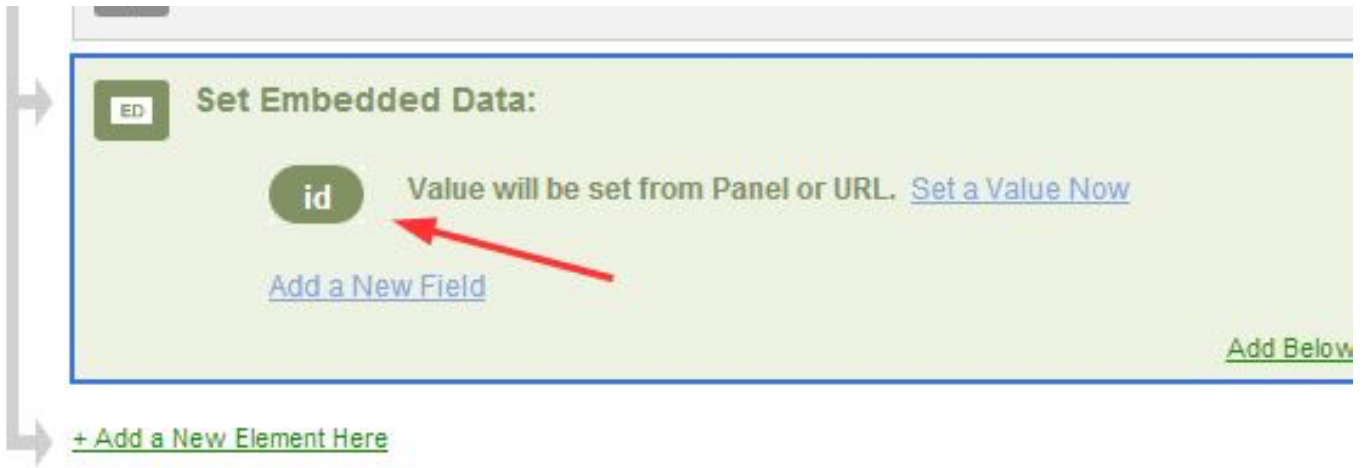 ED Set Embedded Data:
id Value will be set from Panel or URL. Set a Value Now
Add a New Field
Add Below
+ Add a New Element Here